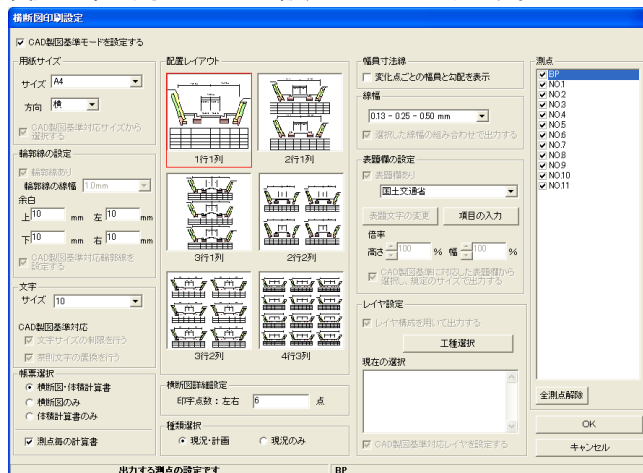 横断図印刷設定
CAD製図基準モードを設定する
用紙サイズ
サイズ A4
方向 横
CAD製図基準対応サイズから
選択する
輪郭線の設定
輪郭線あり
輪郭線の線幅 1.0mm
余白
上 10 mm 左 10 mm
下 10 mm 右 10 mm
CAD製図基準対応輪郭線を
設定する
文字
サイズ 10
CAD製図基準対応
文字サイズの制限を行う
禁則文字の置換を行う
帳票選択
横断図・体積計算書
横断図のみ
体積計算書のみ
測点毎の計算書
配置レイアウト
1行1列
2行1列
3行1列
2行2列
3行2列
4行3列
横断図詳細設定
印字点数:左右 6 点
種類選択
現況・計画
現況のみ
幅員寸法線
変化点ごとの幅員と勾配を表示
線幅
0.13 - 0.25 - 0.50 mm
選択した線幅の組み合わせで出力する
表題欄の設定
表題欄あり
国土交通省
表題文字の変更
項目の入力
倍率
高さ 100 % 幅 100 %
CAD製図基準に対応した表題欄から
選択し、規定のサイズで出力する
レイヤ設定
レイヤ構成を用いて出力する
工種選択
現在の選択
CAD製図基準対応レイヤを設定する
測点
BP
NO.1
NO.2
NO.3
NO.4
NO.5
NO.6
NO.7
NO.8
NO.9
NO.10
NO.11
全測点解除
OK
キャンセル
出力する測点の設定です
BP